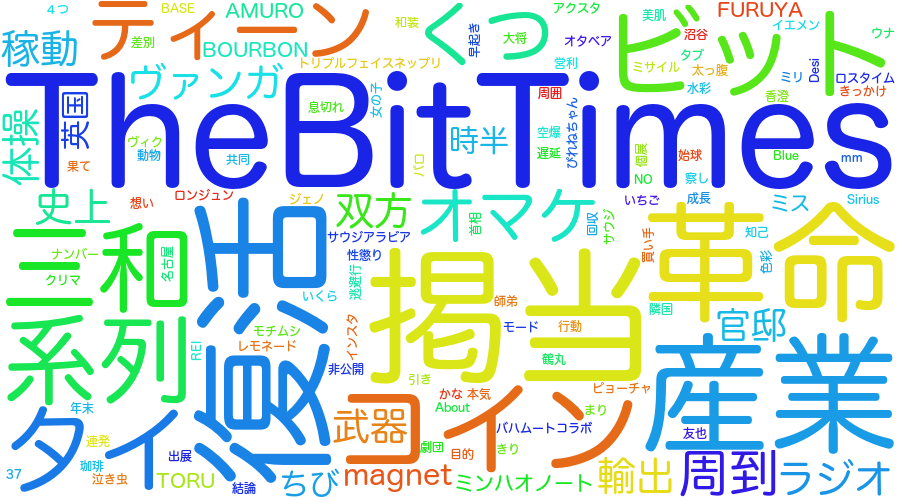 4つ
BASE
AMURO
和装
アクスタ
美肌
FURUYA
イエメン
ウナ
稼動
ティーン
差別
BOURBON
くつ
大将
早起き
オタベア
ビット
沼谷
タブ
トリプルフェイスネップリ
営利
ミサイル
太っ腹
ミリ
Desi
ロスタイム
ヴァンガ
TheBitTimes
女の子
周囲
水彩
きっかけ
香澄
息切れ
ぴれねちゃん
体操
英国
ヴィク
動物
共同
時半
空爆
遅延
個展
始球
Blue
mm
果て
バロ
NO
察し
史上
想い
ロンジュン
ジェノ
双方
オマケ
いちご
成長
ミス
Sirius
首相
回収
サウジ
買い手
革命
知己
色彩
三和
ナンバー
クリマ
名古屋
復活
サウジアラビア
性懲り
逃避行
掲当
いくら
師弟
隣国
官邸
系列
REI
モチムシ
レモネード
インスタ
モード
行動
非公開
鶴丸
産業
引き
かな
本気
ピョーチャ
タイ
年末
About
コイン
まり
連発
武器
劇団
バハムートコラボ
友也
出展
目的
きり
37
珈琲
泣き虫
TORU
結論
ちび
magnet
ミンハオノート
輸出
周到
ラジオ